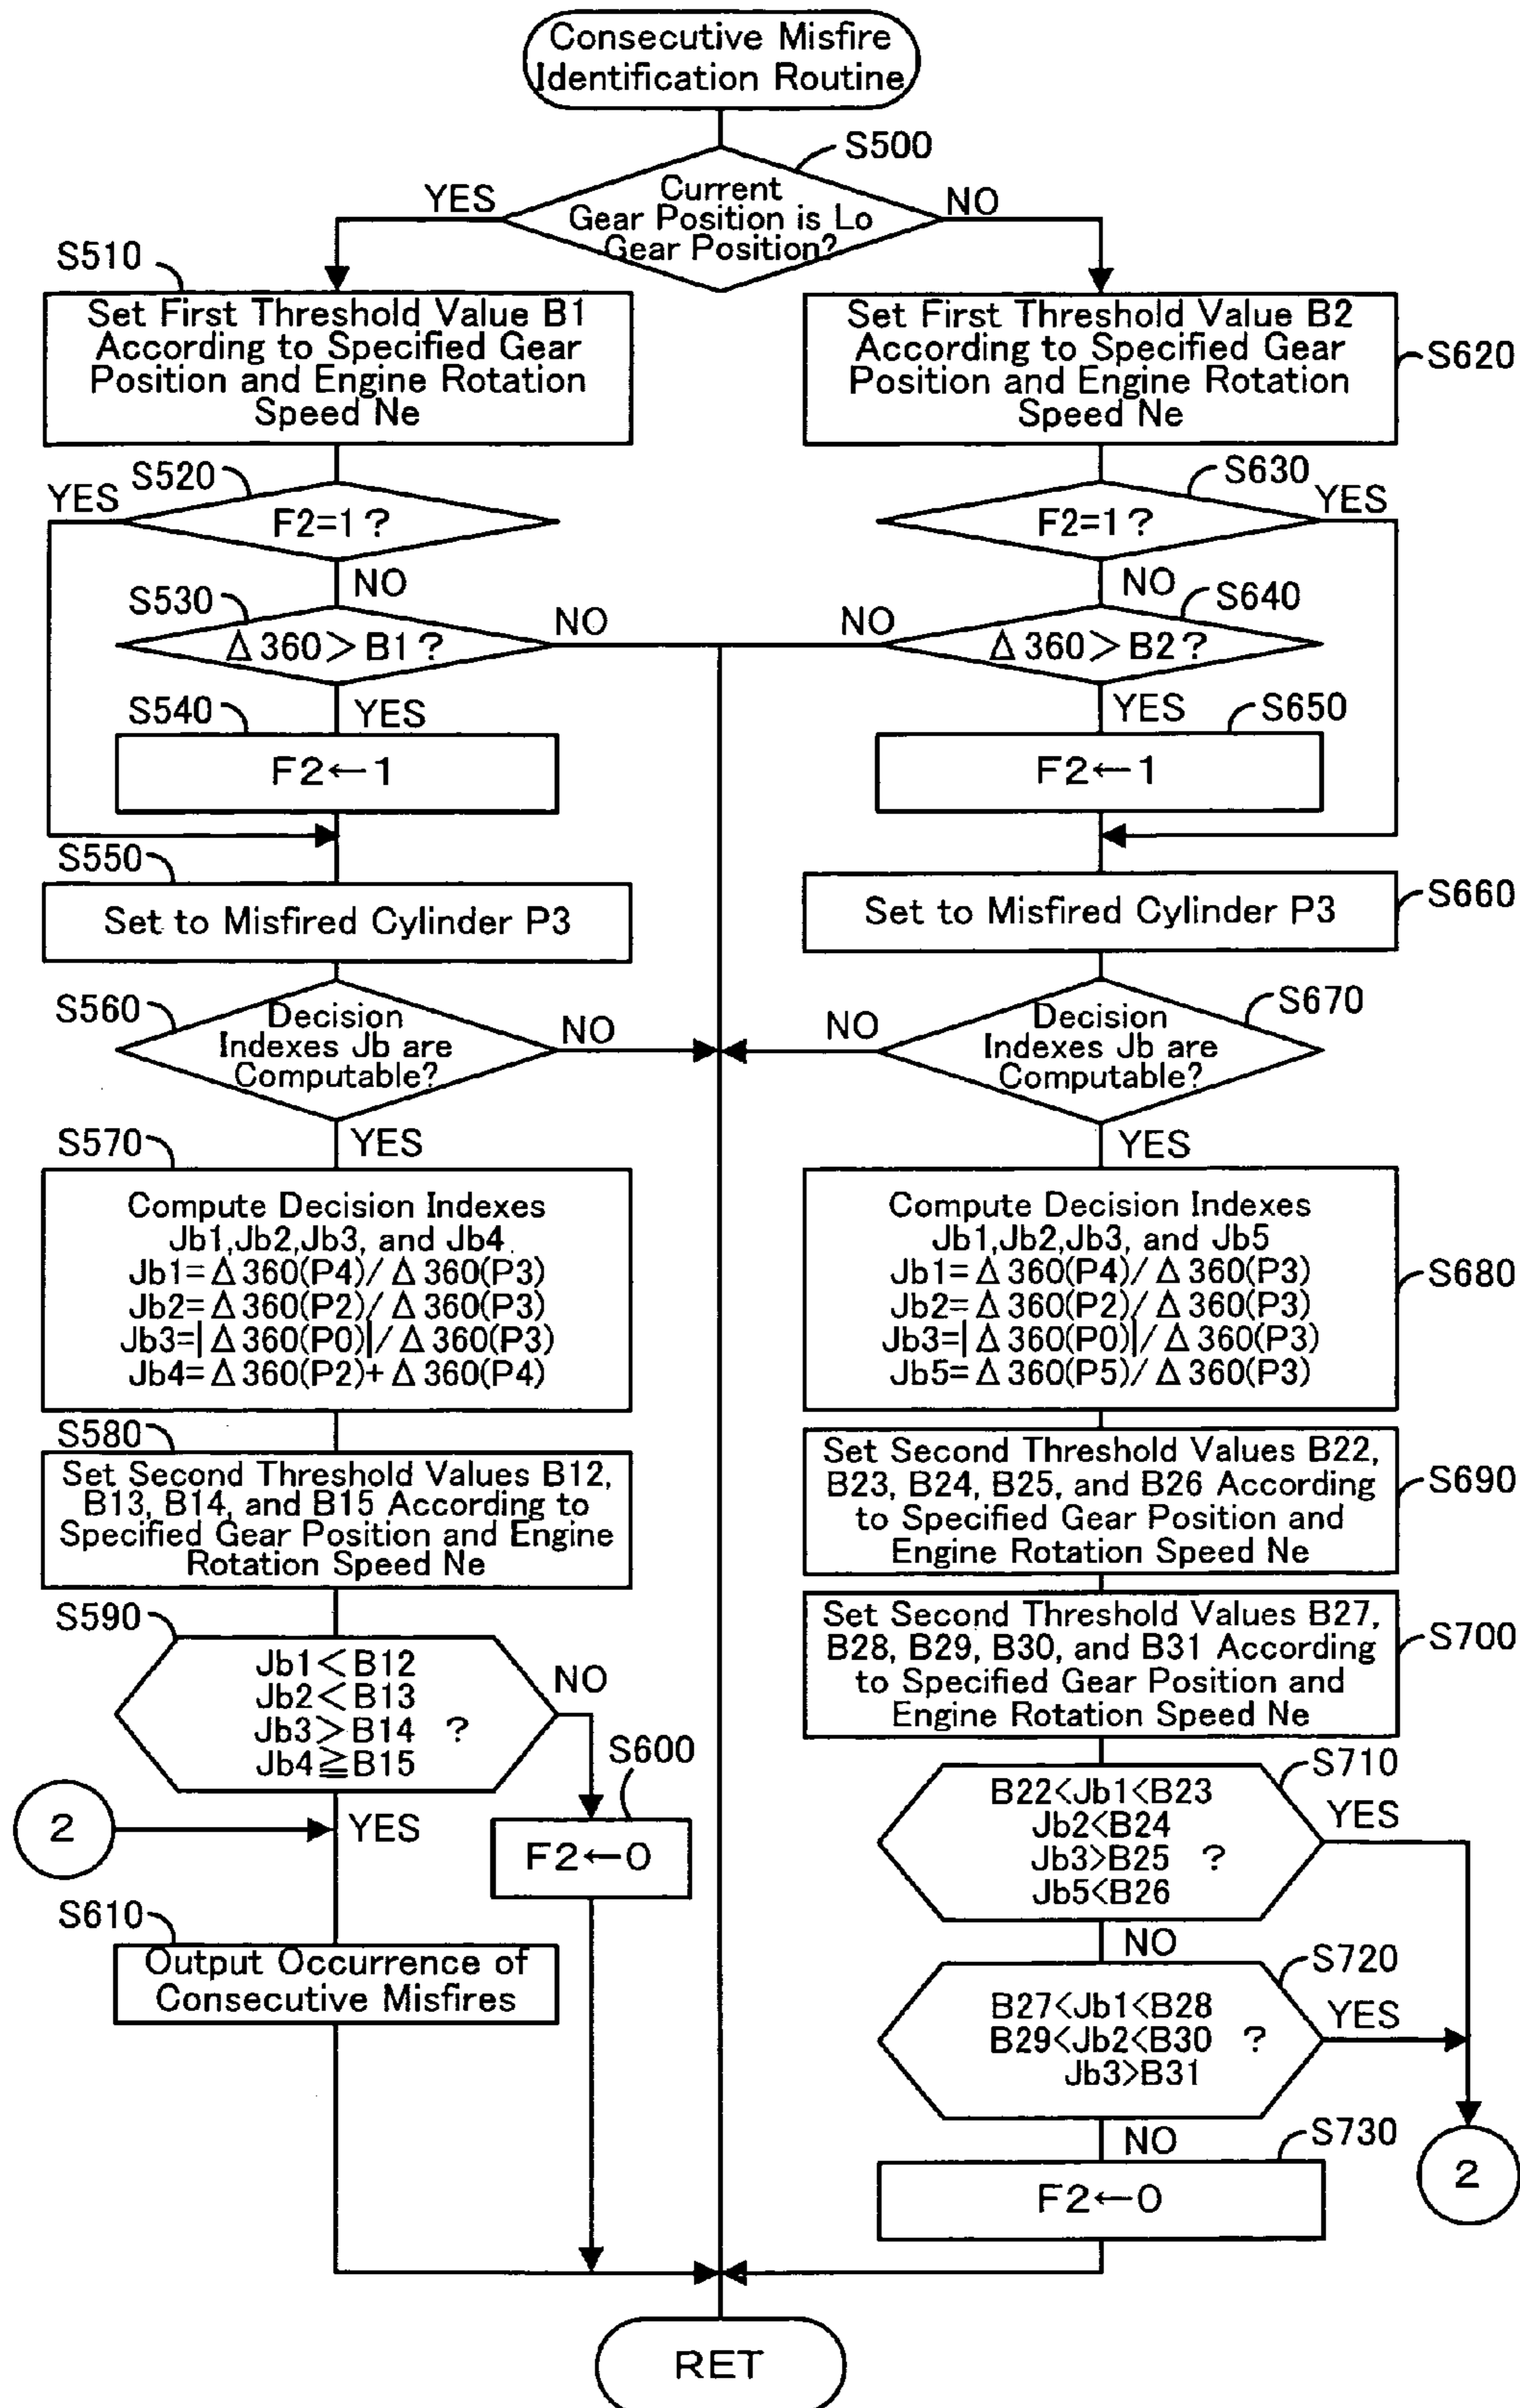 Consecutive Misfire
Identification Routine
S500
Current
Gear Position is Lo
Gear Position?
YES
NO
S510
Set First Threshold Value B1
According to Specified Gear
Position and Engine Rotation
Speed Ne
Set First Threshold Value B2
According to Specified Gear
Position and Engine Rotation
Speed Ne
S620
S520
YES
F2=1?
NO
S630
YES
F2=1?
NO
S530
Δ360>B1?
NO
S640
NO
Δ360>B2?
YES
YES
S540
F2←1
S650
F2←1
S550
Set to Misfired Cylinder P3
Set to Misfired Cylinder P3
S660
S560
Decision
Indexes Jb are
Computable?
NO
YES
S670
NO
Decision
Indexes Jb are
Computable?
YES
S570
Compute Decision Indexes
Jb1,Jb2,Jb3, and Jb4
Jb1=Δ360(P4)/Δ360(P3)
Jb2=Δ360(P2)/Δ360(P3)
Jb3=|Δ360(P0)|/Δ360(P3)
Jb4=Δ360(P2)+Δ360(P4)
Compute Decision Indexes
Jb1,Jb2,Jb3, and Jb5
Jb1=Δ360(P4)/Δ360(P3)
Jb2=Δ360(P2)/Δ360(P3)
Jb3=|Δ360(P0)|/Δ360(P3)
Jb5=Δ360(P5)/Δ360(P3)
S680
S580
Set Second Threshold Values B12,
B13, B14, and B15 According to
Specified Gear Position and Engine
Rotation Speed Ne
Set Second Threshold Values B22,
B23, B24, B25, and B26 According
to Specified Gear Position and
Engine Rotation Speed Ne
S690
Set Second Threshold Values B27,
B28, B29, B30, and B31 According
to Specified Gear Position and
Engine Rotation Speed Ne
S700
S590
Jb1<B12
Jb2<B13
Jb3>B14 ?
Jb4≧B15
NO
YES
S600
F2←0
2
S610
Output Occurrence of
Consecutive Misfires
S710
B22<Jb1<B23
Jb2<B24
Jb3>B25 ?
Jb5<B26
YES
NO
S720
B27<Jb1<B28
B29<Jb2<B30 ?
Jb3>B31
YES
NO
S730
F2←0
2
RET